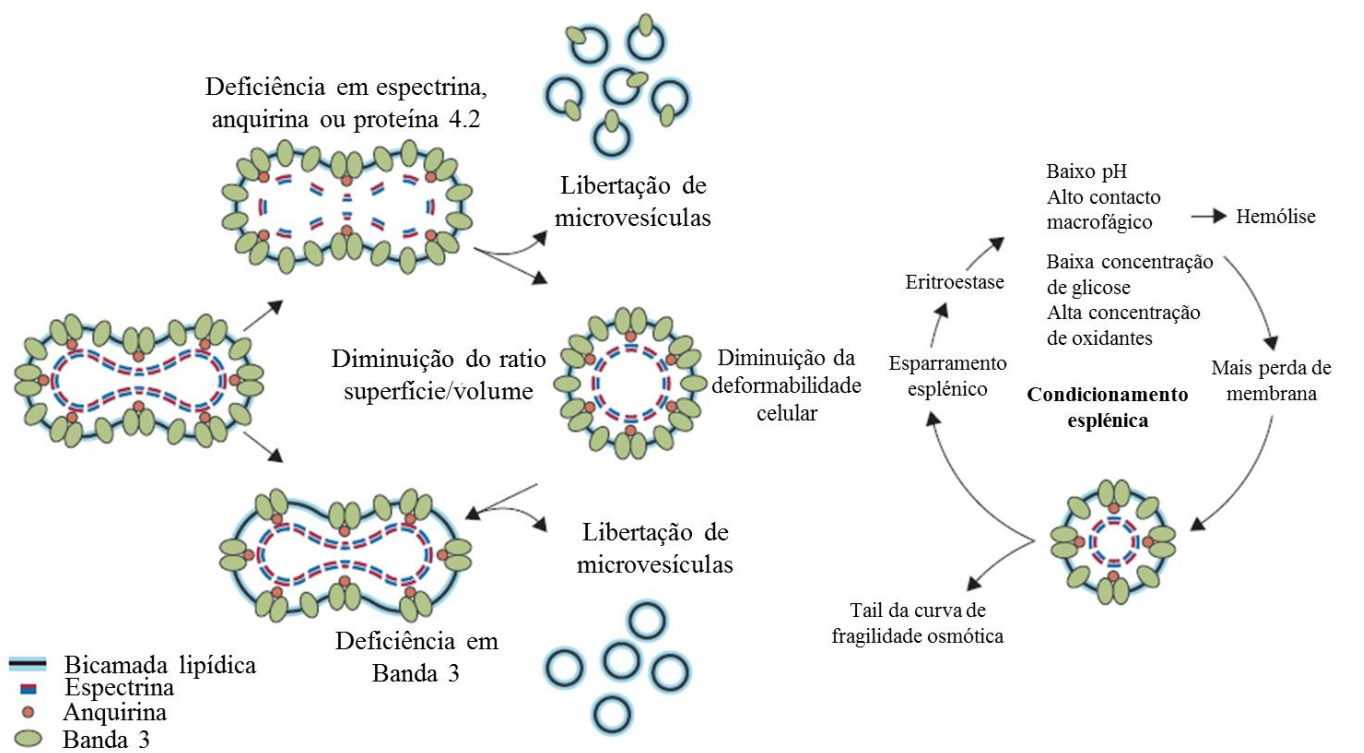 Deficiência em espectrina,
anquirina ou proteína 4.2
Libertação de
microvesículas
Diminuição do ratio
superfície/volume
Diminuição da
deformabilidade
celular
Libertação de
microvesículas
Deficiência em
Banda 3
Bicamada lipídica
Espectrina
Anquirina
Banda 3
Baixo pH
Alto contacto
macrofágico
Hemólise
Baixa concentração
de glicose
Alta concentração
de oxidantes
Eritroestase
Esparramento
esplénico
Condicionamento
esplénica
Mais perda de
membrana
Tail da curva de
fragilidade osmótica